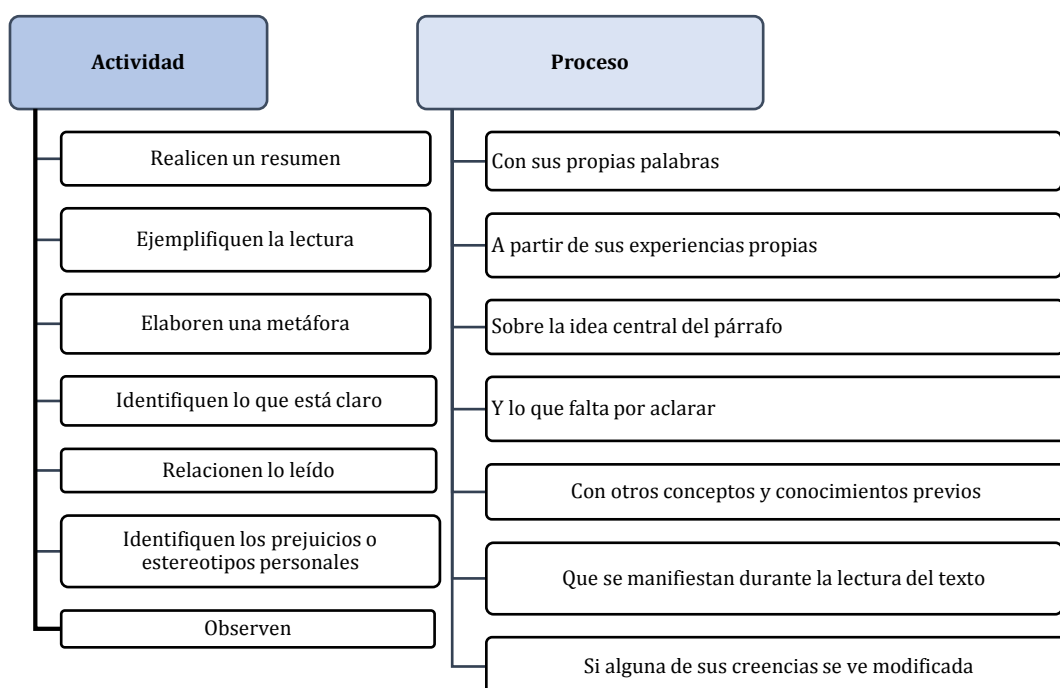 Actividad
Realicen un resumen
Ejemplifiquen la lectura
Elaboren una metáfora
Identifiquen lo que está claro
Relacionen lo leído
Identifiquen los prejuicios o
estereotipos personales
Observen
Proceso
Con sus propias palabras
A partir de sus experiencias propias
Sobre la idea central del párrafo
Y lo que falta por aclarar
Con otros conceptos y conocimientos previos
Que se manifiestan durante la lectura del texto
Si alguna de sus creencias se ve modificada